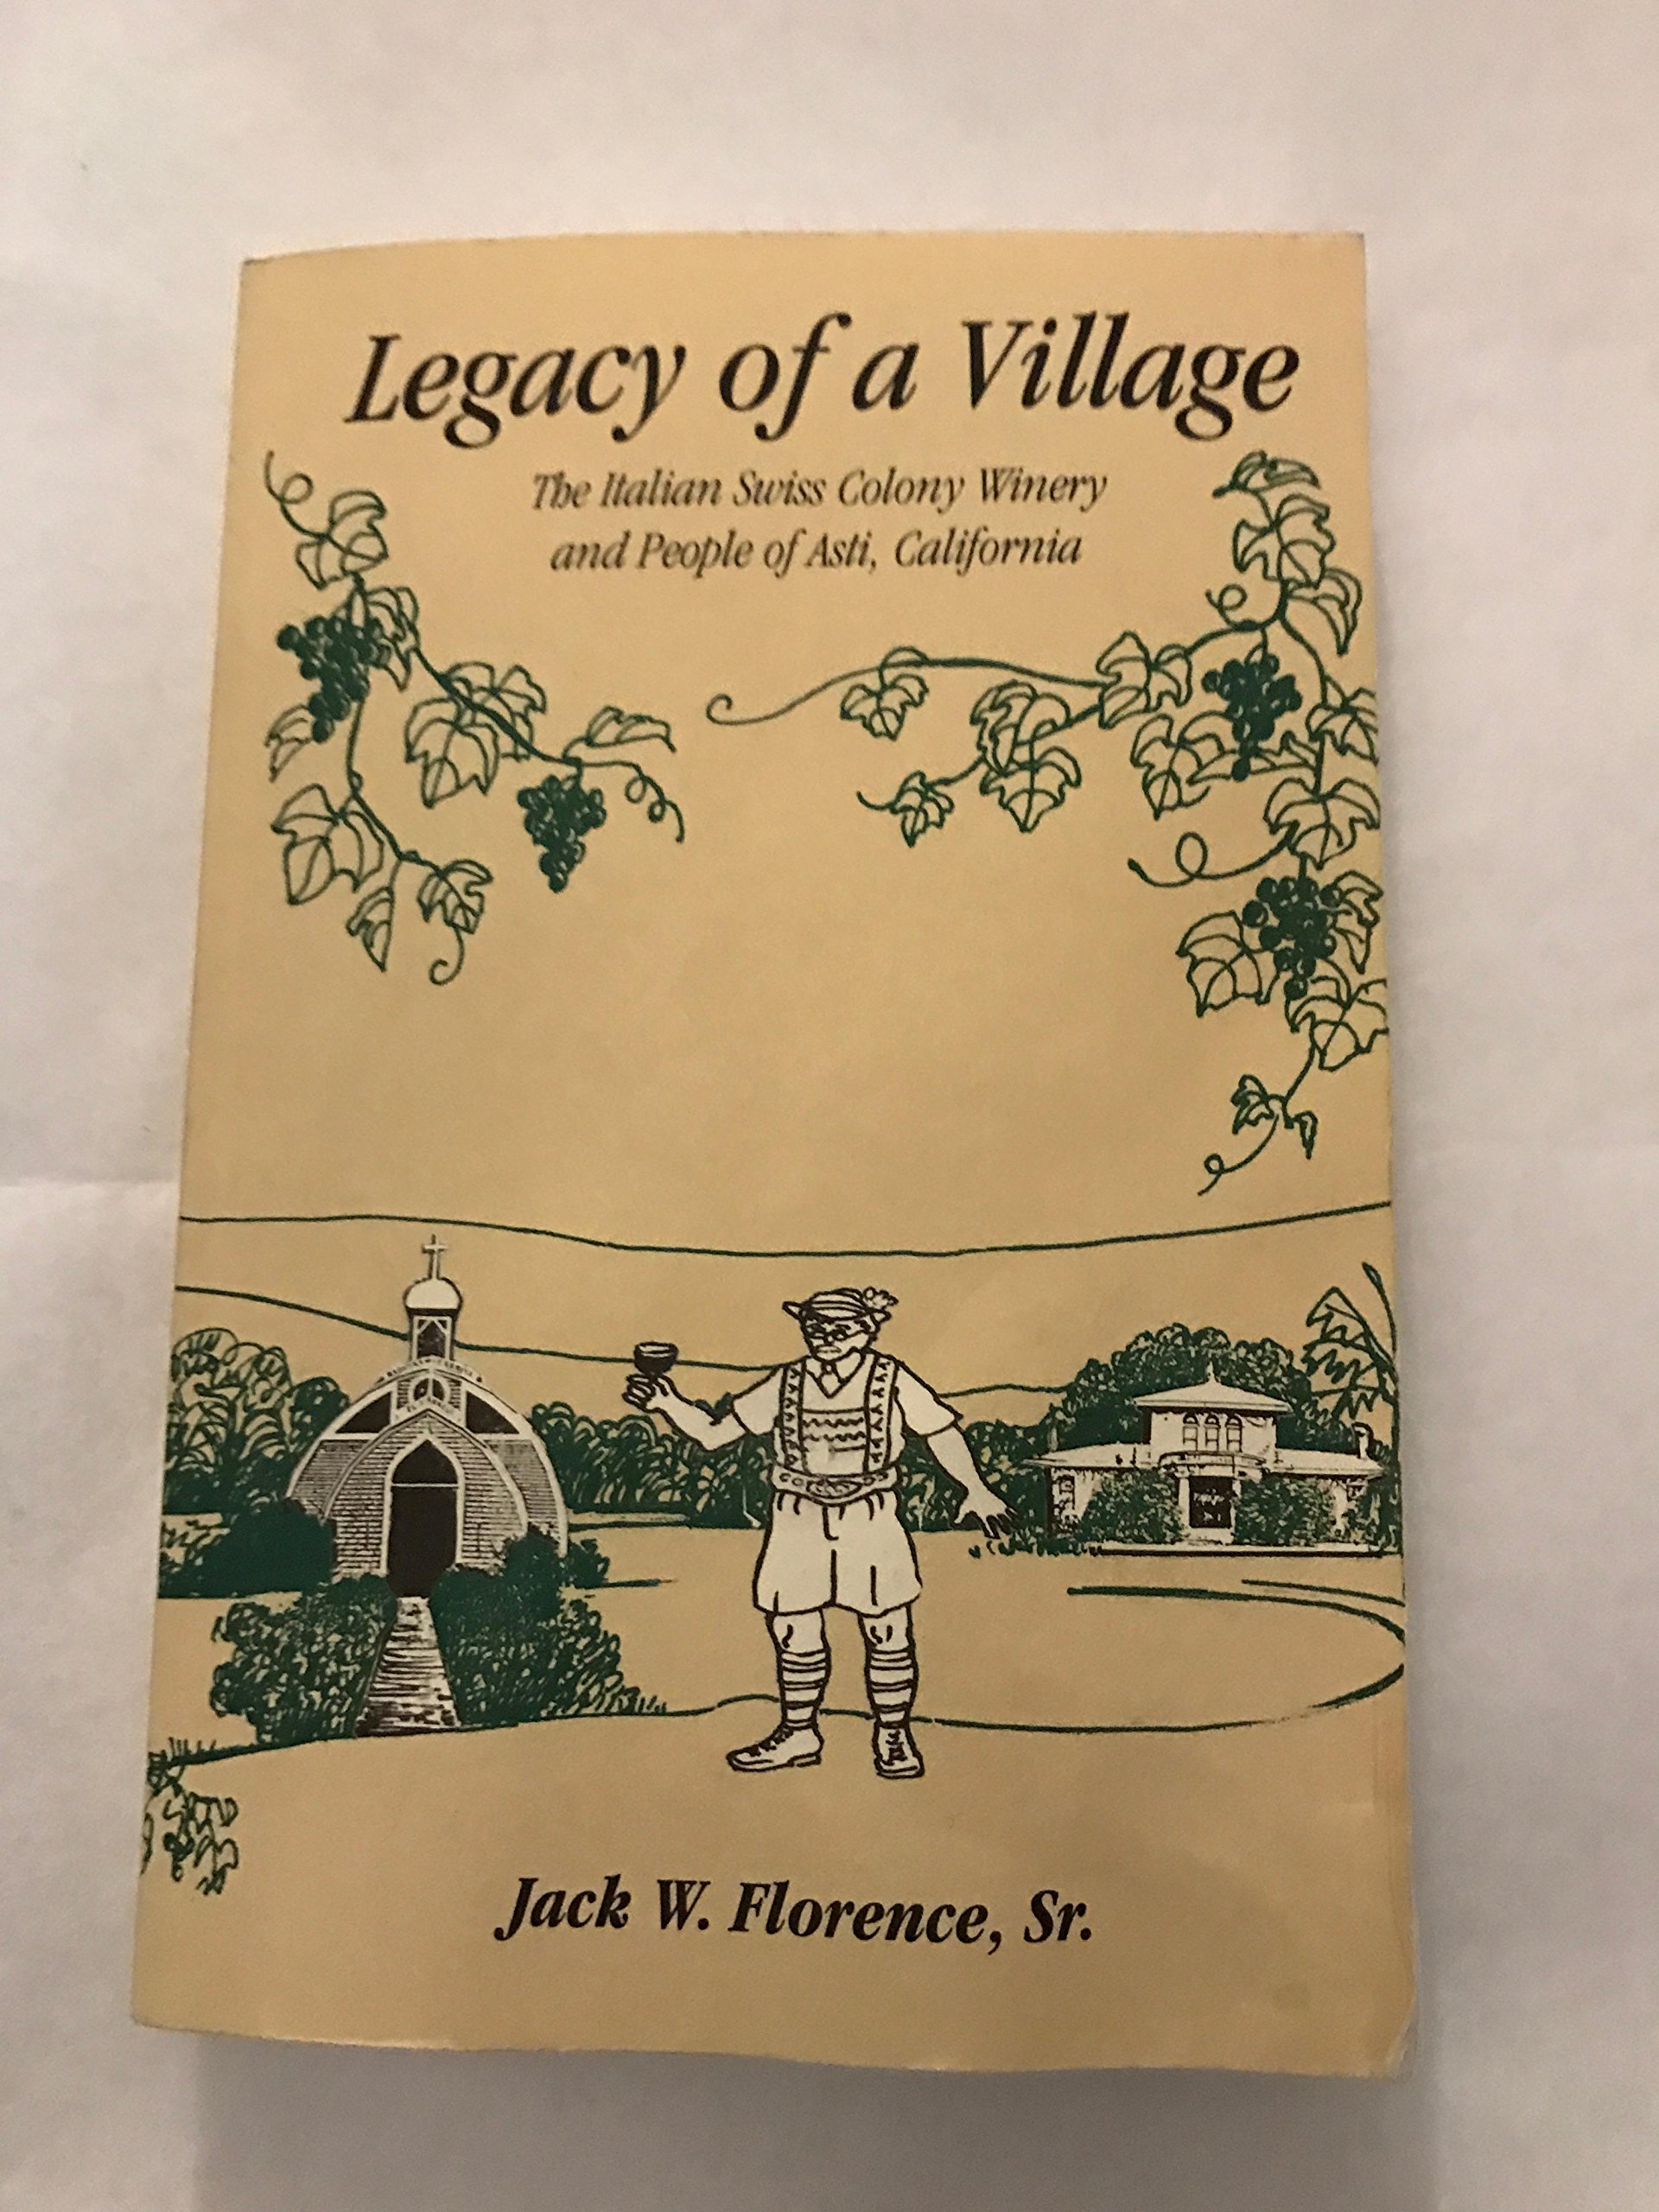 Legacy of a Village
The Italian Swiss Colony Winery
and People of Asti, California
Jack W. Florence, Sr.